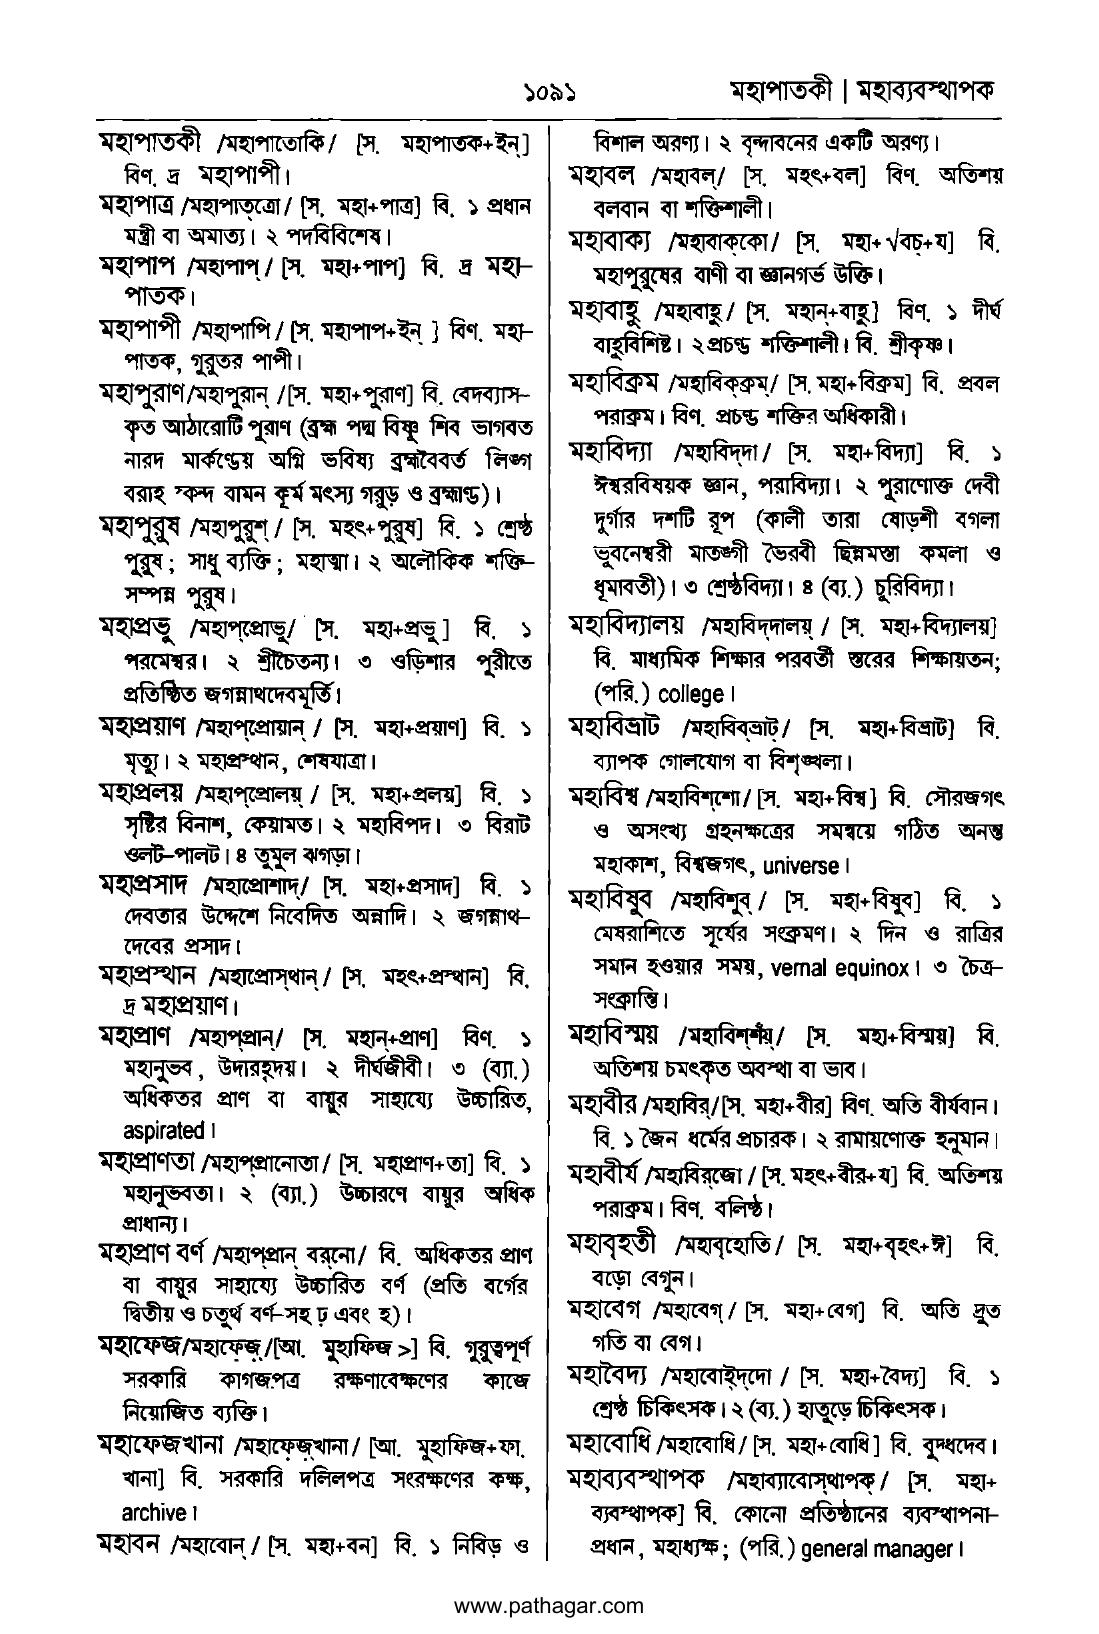 ১০৯১
মহাপাতকী | মহাব্যবস্থাপক
মহাপাতকী /মহাপাতোকি/ [স. মহাপাতক+ইন্]
বিণ. দ্র মহাপাপী।
মহাপাত্র /মহাপাত্ত্রো/ [স. মহা+পাত্র] বি. ১ প্রধান
মন্ত্রী বা অমাত্য। ২ পদবিবিশেষ।
মহাপাপ /মহাপাপ্/ [স. মহা+পাপ] বি. দ্র মহা–
পাতক।
মহাপাপী /মহাপাপি/ [স. মহাপাপ+ইন্ ] বিণ. মহা–
পাতক, গুরুতর পাপী।
মহাপুরাণ/মহাপুরান্ /[স. মহা+পুরাণ] বি. বেদব্যাস–
কৃত আঠারোটি পুরাণ (ব্রহ্ম পদ্ম বিষ্ণু শিব ভাগবত
নারদ মার্কণ্ডেয় অগ্নি ভবিষ্য ব্রহ্মবৈবর্ত লিঙ্গ
বরাহ স্কন্দ বামন কূর্ম মৎস্য গরুড় ও ব্রহ্মাণ্ড)।
মহাপুরুষ /মহাপুরুশ্/ [স. মহৎ+পুরুষ] বি. ১ শ্রেষ্ঠ
পুরুষ ; সাধু ব্যক্তি ; মহাত্মা। ২ অলৌকিক শক্তি–
সম্পন্ন পুরুষ।
মহাপ্রভু /মহাপ্প্রোভু/ [স. মহা+প্রভু ] বি. ১
পরমেশ্বর। ২ শ্রীচৈতন্য। ৩ ওড়িশার পুরীতে
প্রতিষ্ঠিত জগন্নাথদেবমূর্তি।
মহাপ্রয়াণ /মহাপ্প্রোয়ান্ / [স. মহা+প্রয়াণ] বি. ১
মৃত্যু। ২ মহাপ্রস্থান, শেষযাত্রা।
মহাপ্রলয় /মহাপ্প্রোলয়্ / [স. মহা+প্রলয়] বি. ১
সৃষ্টির বিনাশ, কেয়ামত। ২ মহাবিপদ। ৩ বিরাট
ওলট–পালট। ৪ তুমুল ঝগড়া।
মহাপ্রসাদ /মহাপ্রোশাদ্/ [স. মহা+প্রসাদ] বি. ১
দেবতার উদ্দেশে নিবেদিত অন্নাদি। ২ জগন্নাথ–
দেবের প্রসাদ।
মহাপ্রস্থান /মহাপ্রোস্থান্/ [স. মহৎ+প্রস্থান] বি.
দ্র মহাপ্রয়াণ।
মহাপ্রাণ /মহাপ্প্রান্/ [স. মহান্+প্রাণ] বিণ. ১
মহানুভব, উদারহৃদয়। ২ দীর্ঘজীবী। ৩ (ব্যা.)
অধিকতর প্রাণ বা বায়ুর সাহায্যে উচ্চারিত,
aspirated।
মহাপ্রাণতা /মহাপ্প্রানোতা/ [স. মহাপ্রাণ+তা] বি. ১
মহানুভবতা। ২ (ব্যা.) উচ্চারণে বায়ুর অধিক
প্রাধান্য।
মহাপ্রাণ বর্ণ /মহাপ্প্রান্ বর্নো/ বি. অধিকতর প্রাণ
বা বায়ুর সাহায্যে উচ্চারিত বর্ণ (প্রতি বর্গের
দ্বিতীয় ও চতুর্থ বর্ণ–সহ ঢ় এবং হ)।
মহাফেজ/মহাফেজ়্/[আ. মুহাফিজ >] বি. গুরুত্বপূর্ণ
সরকারি কাগজপত্র রক্ষণাবেক্ষণের কাজে
নিয়োজিত ব্যক্তি।
মহাফেজখানা /মহাফেজ়্খানা/ [আ. মুহাফিজ+ফা.
খানা] বি. সরকারি দলিলপত্র সংরক্ষণের কক্ষ,
archive।
মহাবন /মহাবোন্/ [স. মহা+বন] বি. ১ নিবিড় ও
বিশাল অরণ্য। ২ বৃন্দাবনের একটি অরণ্য।
মহাবল /মহাবল্/ [স. মহৎ+বল] বিণ. অতিশয়
বলবান বা শক্তিশালী।
মহাবাক্য /মহাবাক্কো/ [স. মহা+√বচ্+য] বি.
মহাপুরুষের বাণী বা জ্ঞানগর্ভ উক্তি।
মহাবাহু /মহাবাহু/ [স. মহান্+বাহু] বিণ. ১ দীর্ঘ
বাহুবিশিষ্ট। ২প্রচণ্ড শক্তিশালী। বি. শ্রীকৃষ্ণ।
মহাবিক্রম /মহাবিক্ক্রম্/ [স. মহা+বিক্রম] বি. প্রবল
পরাক্রম। বিণ. প্রচণ্ড শক্তির অধিকারী।
মহাবিদ্যা /মহাবিদ্দা/ [স. মহা+বিদ্যা] বি. ১
ঈশ্বরবিষয়ক জ্ঞান, পরাবিদ্যা। ২ পুরাণোক্ত দেবী
দুর্গার দশটি রূপ (কালী তারা ষোড়শী বগলা
ভুবনেশ্বরী মাতঙ্গী ভৈরবী ছিন্নমস্তা কমলা ও
ধূমাবতী)। ৩ শ্রেষ্ঠবিদ্যা। ৪ (ব্য.) চুরিবিদ্যা।
মহাবিদ্যালয় /মহাবিদ্দালয়্ / [স. মহা+বিদ্যালয়]
বি. মাধ্যমিক শিক্ষার পরবর্তী স্তরের শিক্ষায়তন;
(পরি.) college।
মহাবিভ্রাট /মহাবিব্ভ্রাট্/ [স. মহা+বিভ্রাট] বি.
ব্যাপক গোলযোগ বা বিশৃঙ্খলা।
মহাবিশ্ব /মহাবিশ্শো/ [স. মহা+বিশ্ব] বি. সৌরজগৎ
ও অসংখ্য গ্রহনক্ষত্রের সমন্বয়ে গঠিত অনন্ত
মহাকাশ, বিশ্বজগৎ, universe।
মহাবিষুব /মহাবিশুব্/ [স. মহা+বিষুব] বি. ১
মেষরাশিতে সূর্যের সংক্রমণ। ২ দিন ও রাত্রির
সমান হওয়ার সময়, vernal equinox। ৩ চৈত্র–
সংক্রান্তি।
মহাবিস্ময় /মহাবিশ্শঁয়্/ [স. মহা+বিস্ময়] বি.
অতিশয় চমৎকৃত অবস্থা বা ভাব।
মহাবীর /মহাবির্/[স. মহা+বীর] বিণ. অতি বীর্যবান।
বি. ১ জৈন ধর্মের প্রচারক। ২ রামায়ণোক্ত হনুমান।
মহাবীর্য /মহাবির্জো/ [স. মহৎ+বীর+য] বি. অতিশয়
পরাক্রম। বিণ. বলিষ্ঠ।
মহাবৃহতী /মহাবৃহোতি/ [স. মহা+বৃহৎ+ঈ] বি.
বড়ো বেগুন।
মহাবেগ /মহাবেগ্/ [স. মহা+বেগ] বি. অতি দ্রুত
গতি বা বেগ।
মহাবৈদ্য /মহাবোইদ্দো / [স. মহা+বৈদ্য] বি. ১
শ্রেষ্ঠ চিকিৎসক। ২ (ব্য.) হাতুড়ে চিকিৎসক।
মহাবোধি /মহাবোধি/ [স. মহা+বোধি] বি. বুদ্ধদেব।
মহাব্যবস্থাপক /মহাব্যাবোস্থাপক্/ [স. মহা+
ব্যবস্থাপক] বি. কোনো প্রতিষ্ঠানের ব্যবস্থাপনা–
প্রধান, মহাধ্যক্ষ ; (পরি.) general manager।
www.pathagar.com